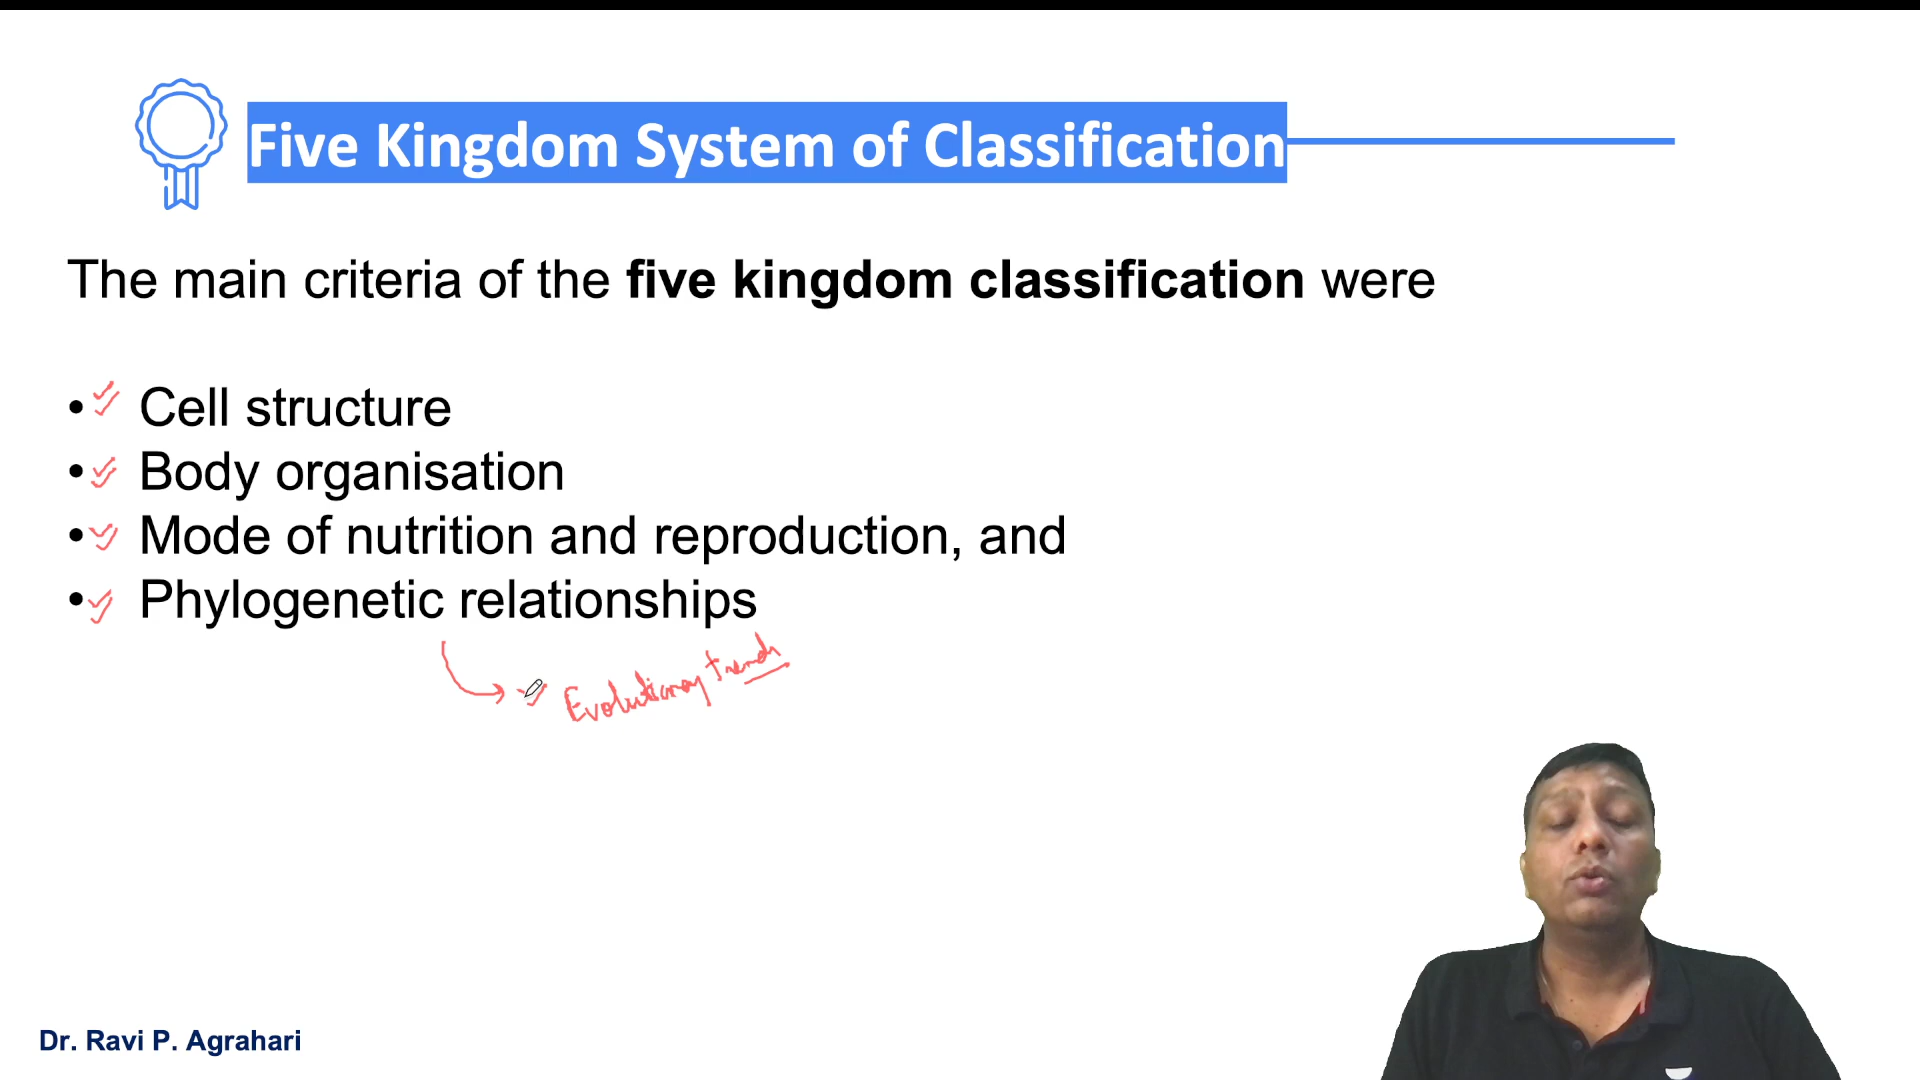 Five Kingdom System of Classification
The main criteria of the five kingdom classification were
• Cell structure
• Body organisation
• Mode of nutrition and reproduction, and
• Phylogenetic relationships
Evolutionary trends
Dr. Ravi P. Agrahari